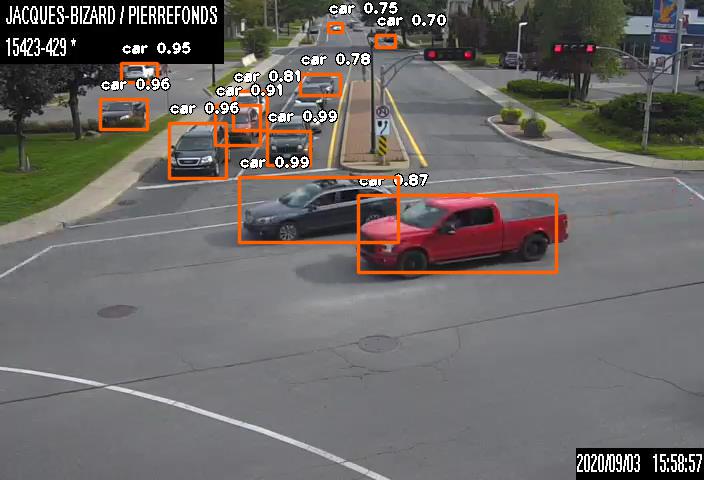 JACQUES-BIZARD / PIERREFONDS
15423-429 *
car 0.75
car 0.70
car 0.95
car 0.78
car 0.81
car 0.96
car 0.91
car 0.96
car 0.99
car 0.99
car 0.87
2020/09/03 15:58:57